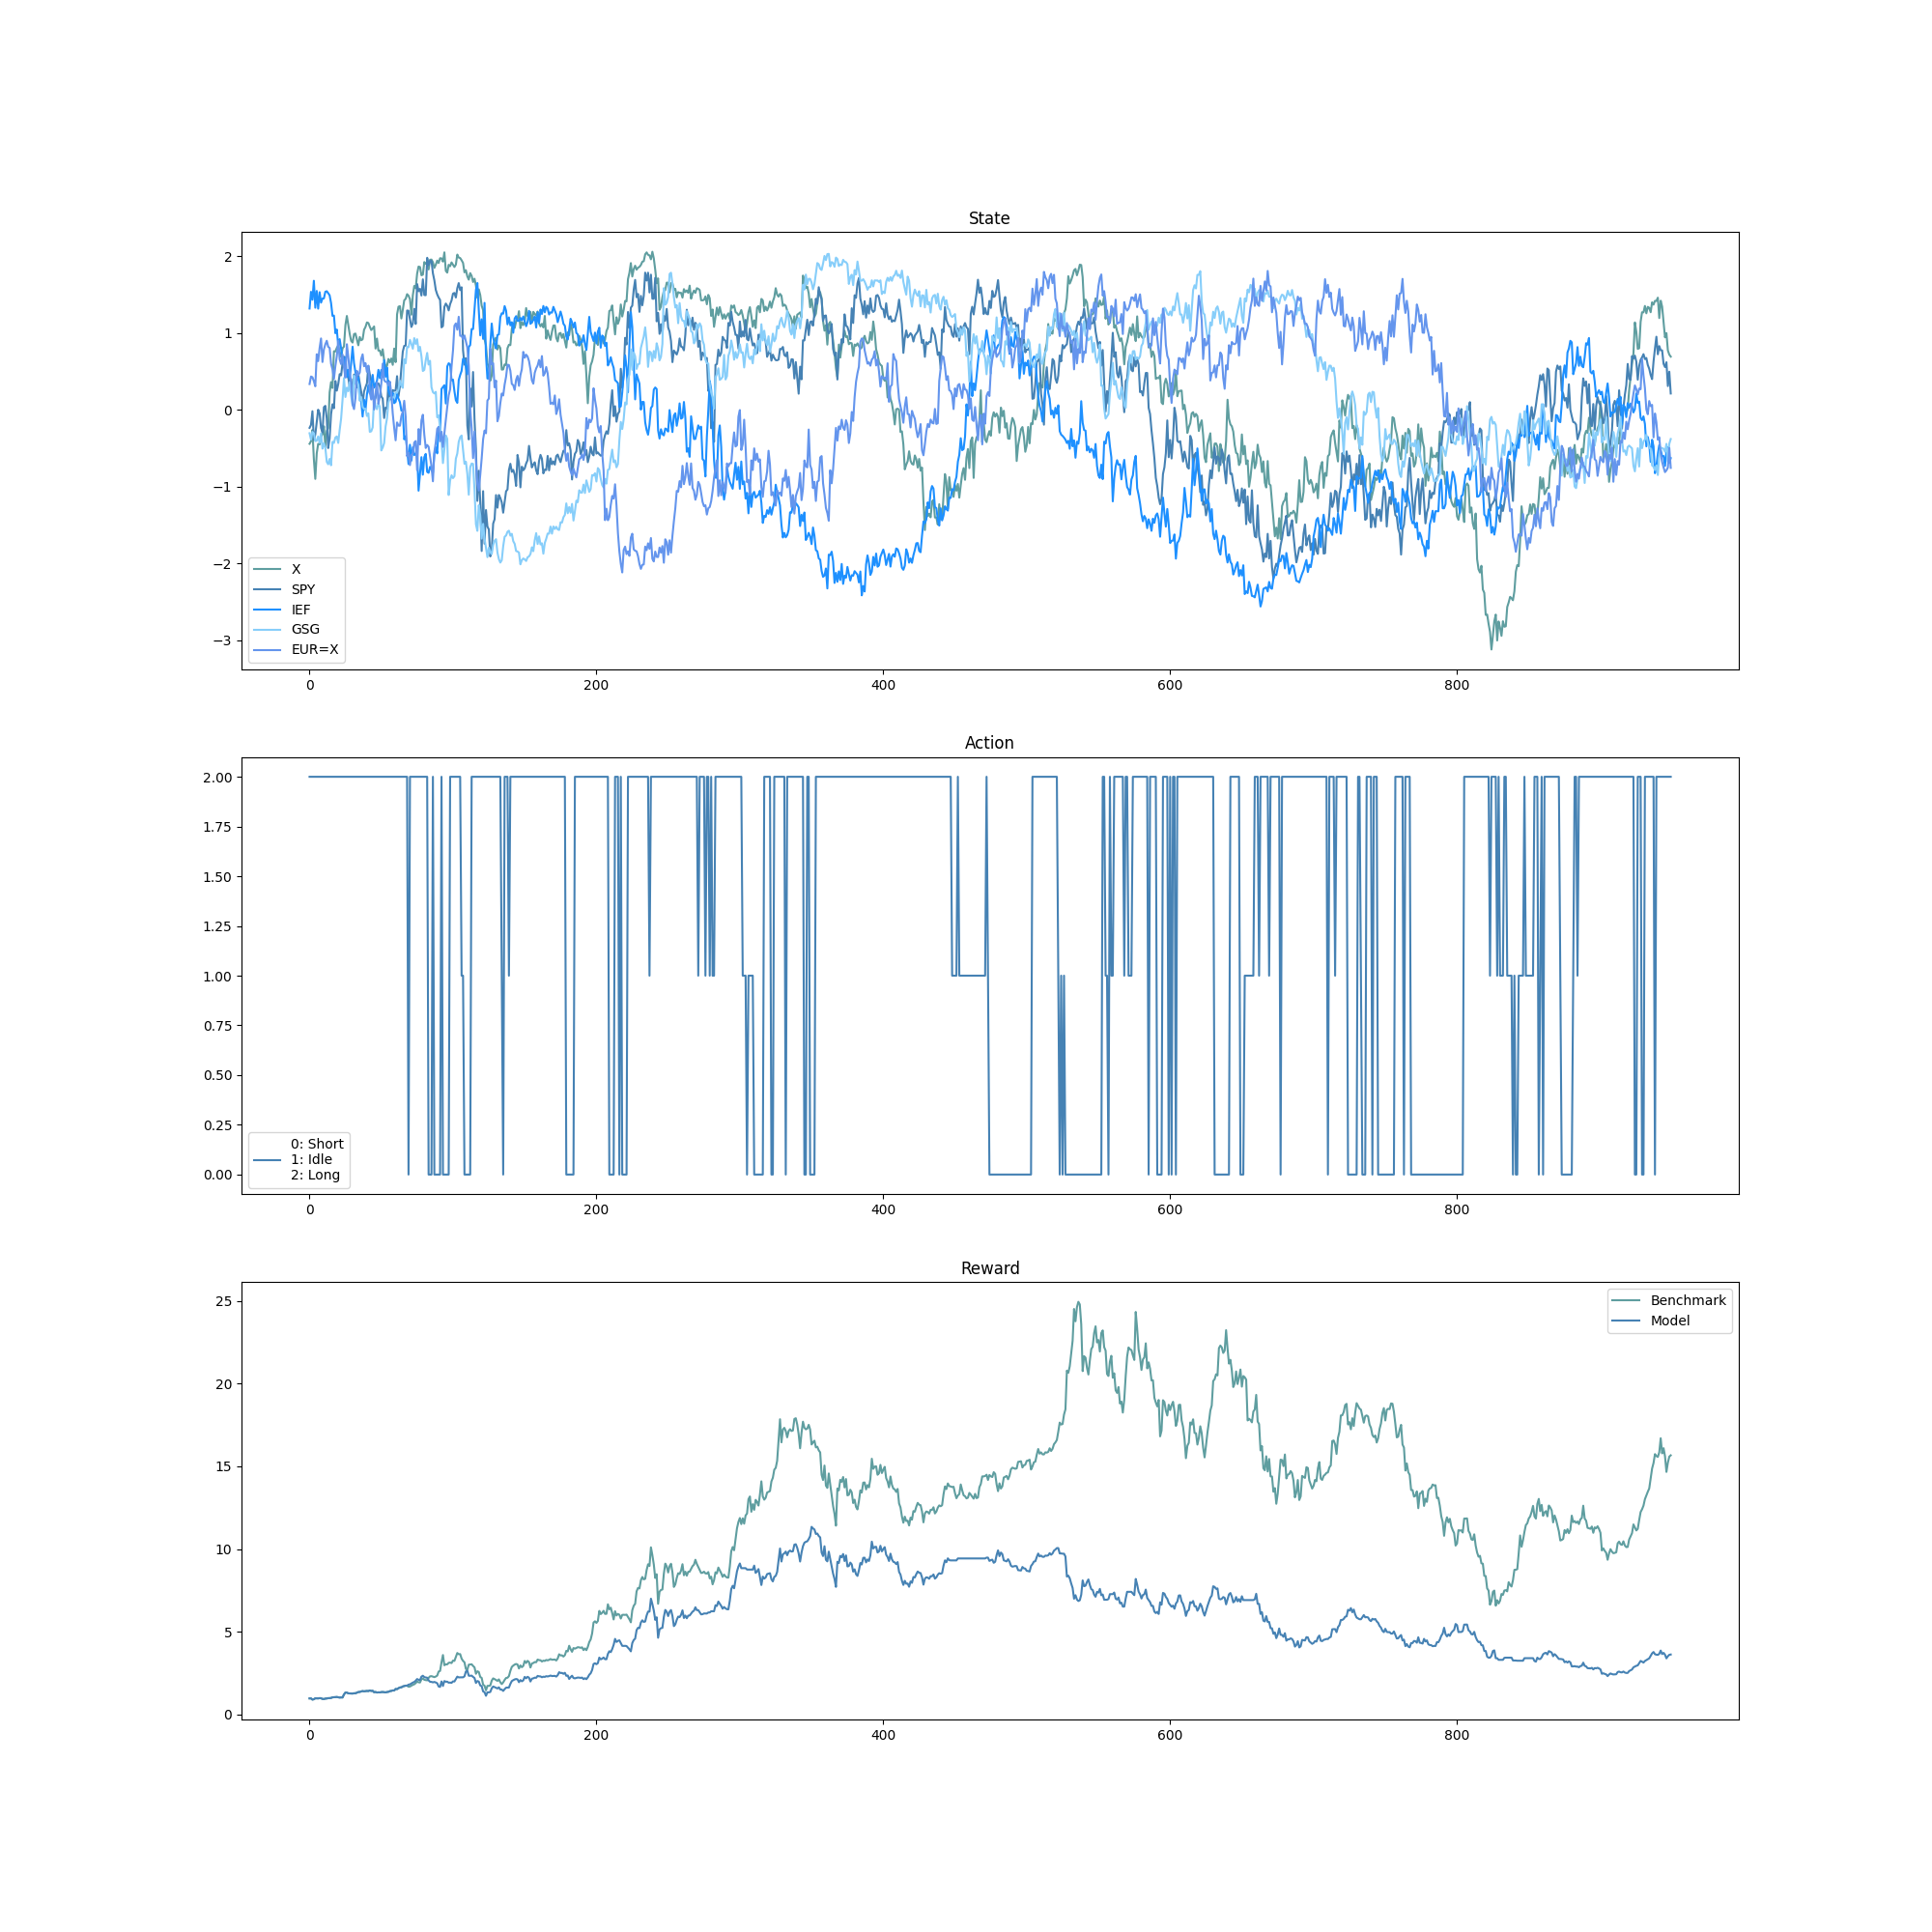 State
2
1
0
−1
−2
−3
X
SPY
IEF
GSG
EUR=X
0 200 400 600 800
Action
2.00
1.75
1.50
1.25
1.00
0.75
0.50
0.25
0.00
0: Short
1: Idle
2: Long
0 200 400 600 800
Reward
25
20
15
10
5
0
Benchmark
Model
0 200 400 600 800